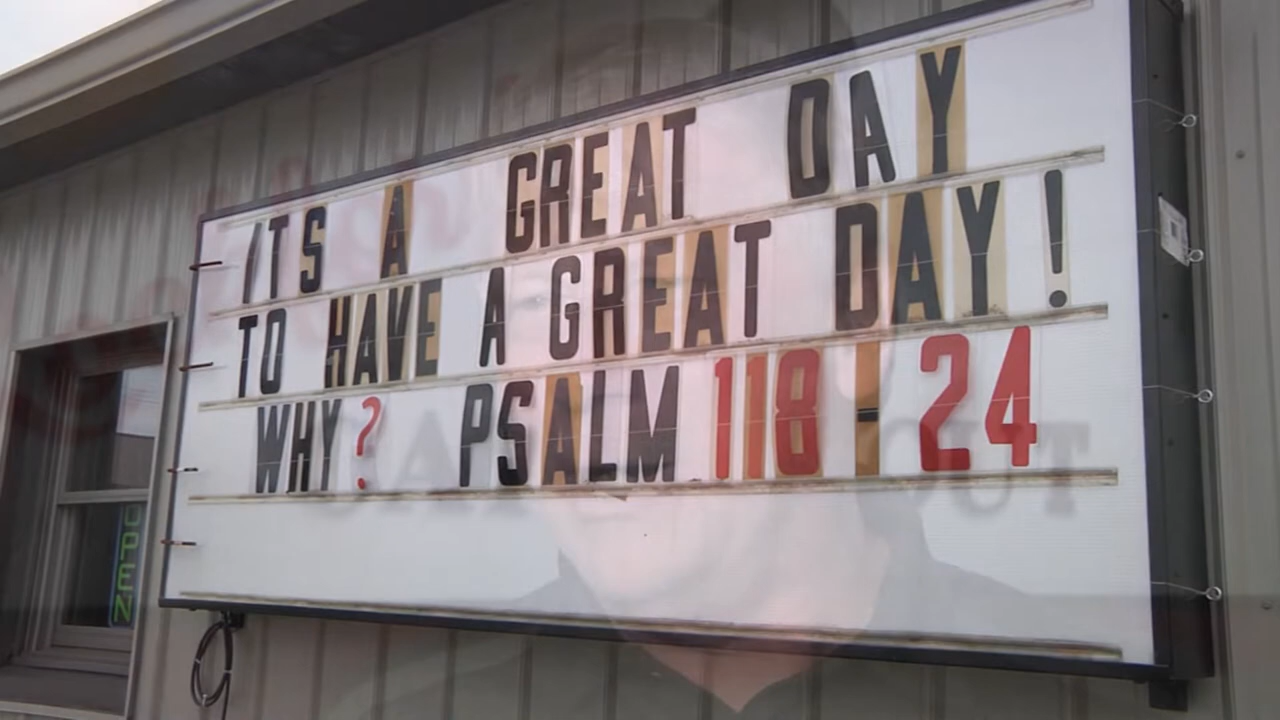 ITS A GREAT DAY
TO HAVE A GREAT DAY!
WHY? PSALM 118-24
OPEN